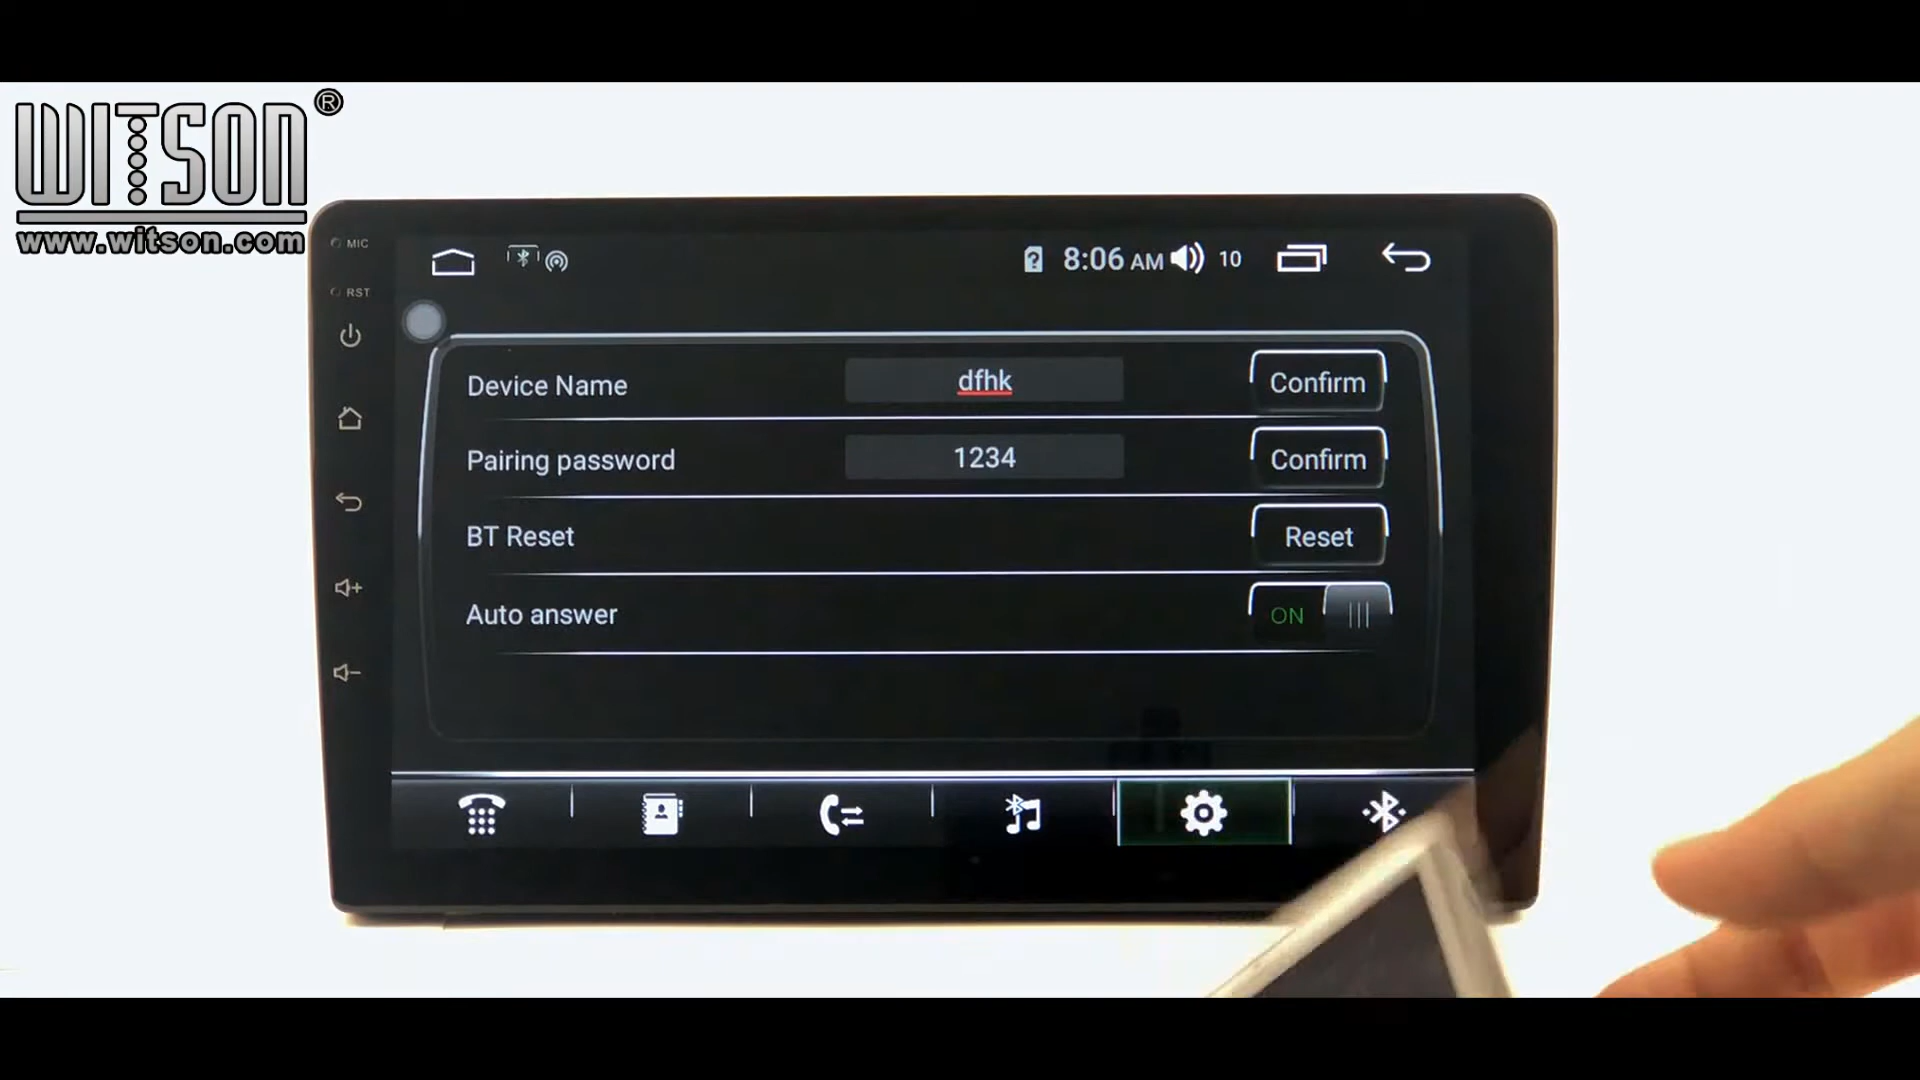 WITSON®
www.witson.com
MIC
RST
8:06 AM 10
Device Name dfhk Confirm
Pairing password 1234 Confirm
BT Reset Reset
Auto answer ON